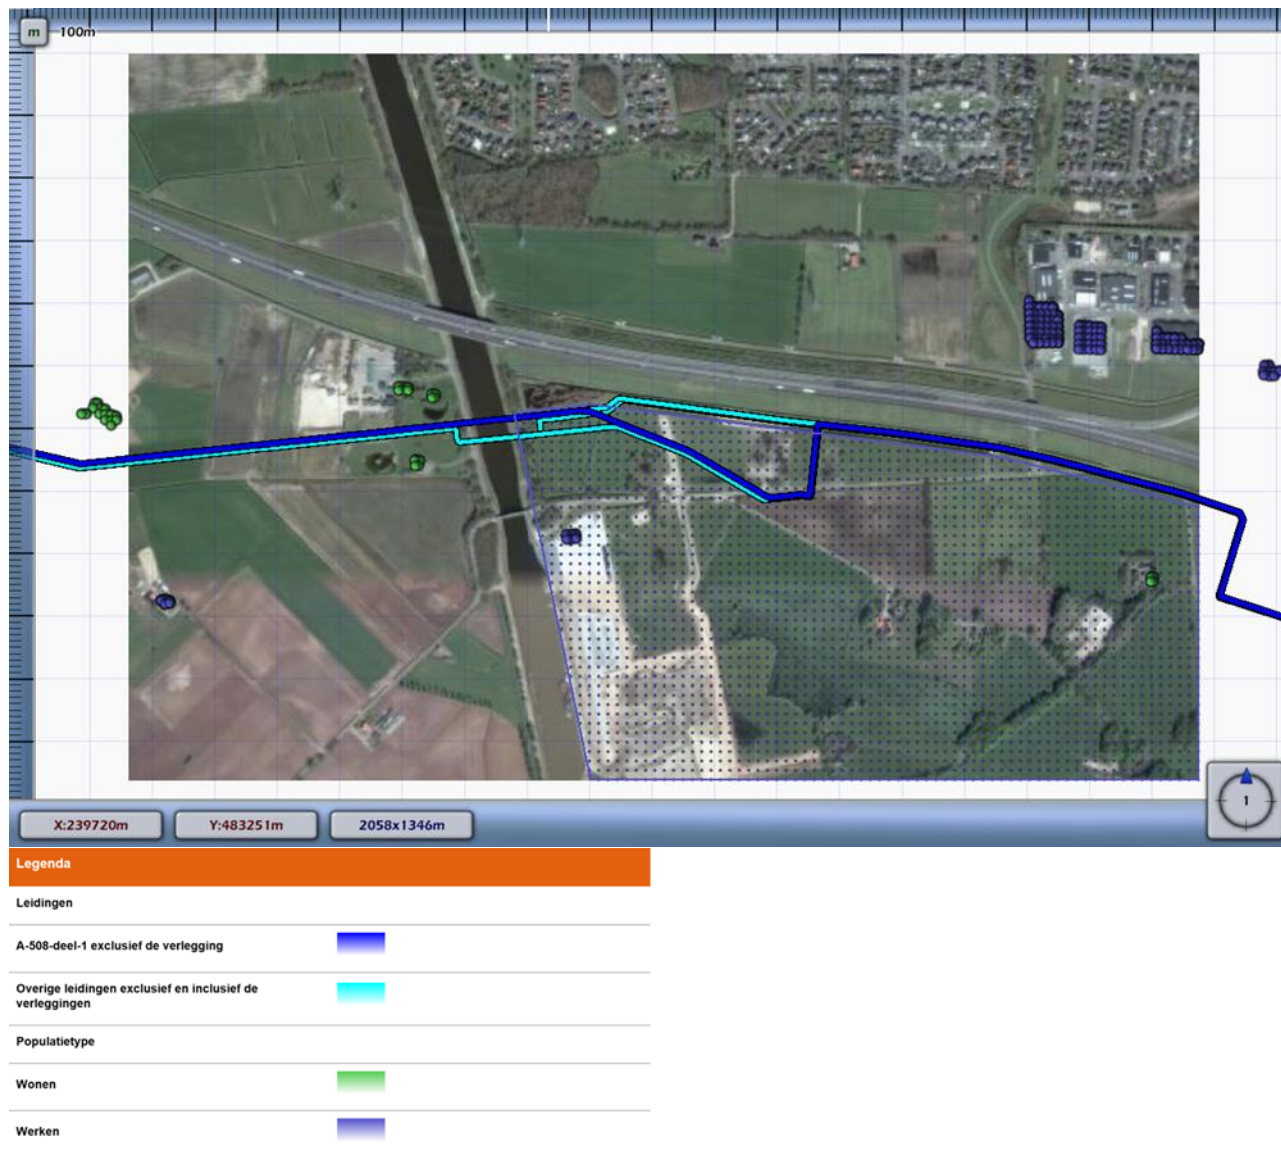 m
100m
1
X:239720m
Y:483251m
2058x1346m
Legenda
Leidingen
A-508-deel-1 exclusief de verlegging
Overige leidingen exclusief en inclusief de
verleggingen
Populatietype
Wonen
Werken